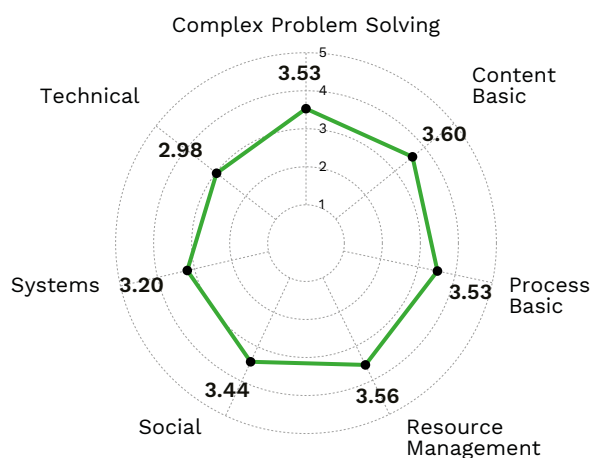 Complex Problem Solving
5
3.53
4
Technical
Content
Basic
3
3.60
2.98
2
1
Systems
3.20
3.53
Process
Basic
3.44
3.56
Social
Resource
Management